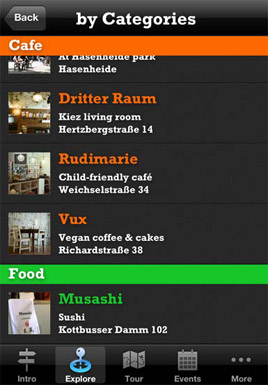 Back
by Categories
Cafe
At Hasenheide park
Hasenheide
Dritter Raum
Kiez living room
Hertzbergstraße 14
Rudimarie
Child-friendly café
Weichselstraße 34
Vux
Vegan coffee & cakes
Richardstraße 38
Food
Musashi
Sushi
Kottbusser Damm 102
Intro
Explore
Tour
Events
More